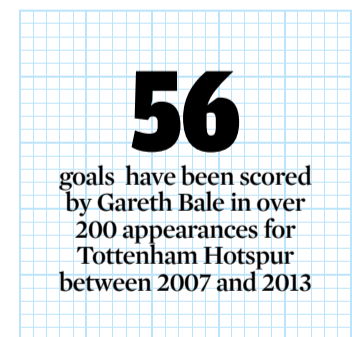 56
goals have been scored
by Gareth Bale in over
200 appearances for
Tottenham Hotspur
between 2007 and 2013